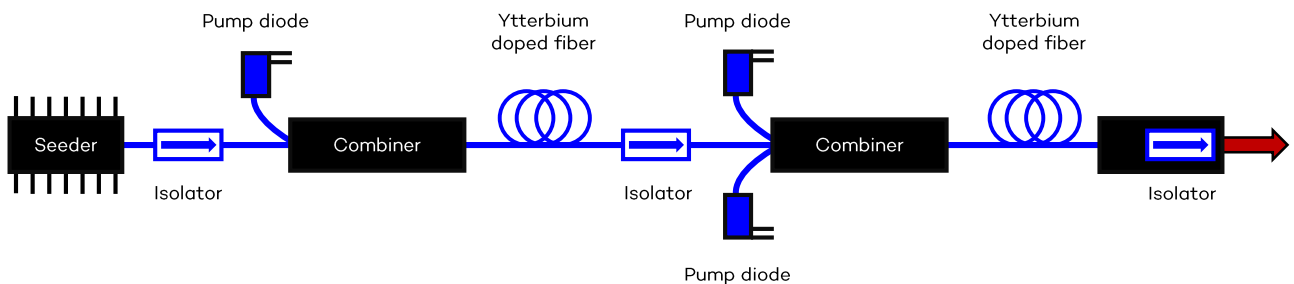 Pump diode
Ytterbium
doped fiber
Pump diode
Ytterbium
doped fiber
Seeder
Combiner
Combiner
Isolator
Isolator
Isolator
Pump diode